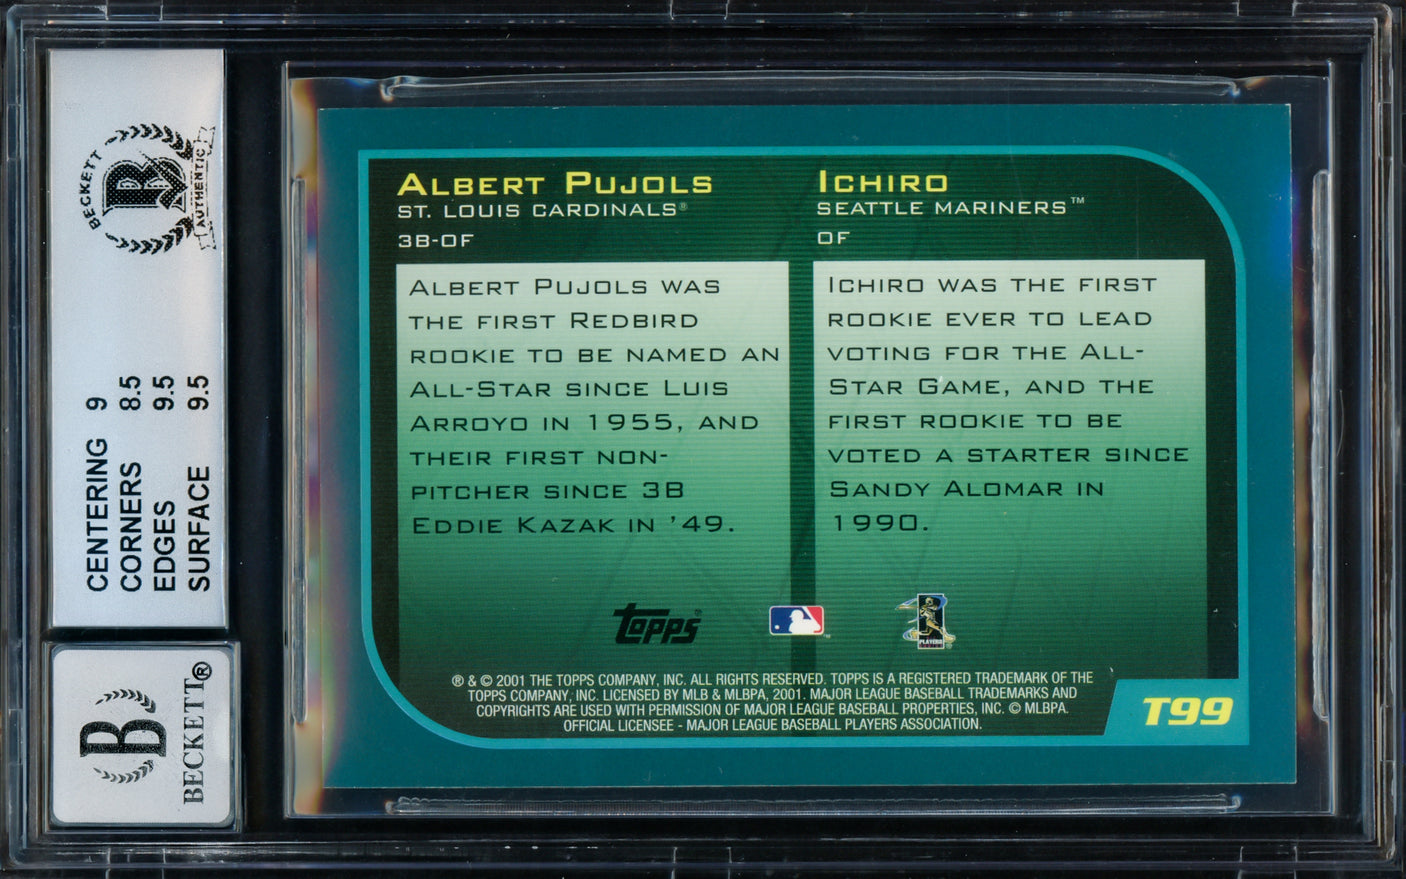 BECKETT
B
AUTHENTIC
CENTERING 9
CORNERS 8.5
EDGES 9.5
SURFACE 9.5
B
BECKETT®
ALBERT PUJOLS
ST. LOUIS CARDINALS®
3B-OF
ALBERT PUJOLS WAS
THE FIRST REDBIRD
ROOKIE TO BE NAMED AN
ALL-STAR SINCE LUIS
ARROYO IN 1955, AND
THEIR FIRST NON-
PITCHER SINCE 3B
EDDIE KAZAK IN '49.
ICHIRO
SEATTLE MARINERS™
OF
ICHIRO WAS THE FIRST
ROOKIE EVER TO LEAD
VOTING FOR THE ALL-
STAR GAME, AND THE
FIRST ROOKIE TO BE
VOTED A STARTER SINCE
SANDY ALOMAR IN
1990.
topps®
PLAYERS
® & © 2001 THE TOPPS COMPANY, INC. ALL RIGHTS RESERVED. TOPPS IS A REGISTERED TRADEMARK OF THE
TOPPS COMPANY, INC. LICENSED BY MLB & MLBPA, 2001. MAJOR LEAGUE BASEBALL TRADEMARKS AND
COPYRIGHTS ARE USED WITH PERMISSION OF MAJOR LEAGUE BASEBALL PROPERTIES, INC. © MLBPA.
OFFICIAL LICENSEE - MAJOR LEAGUE BASEBALL PLAYERS ASSOCIATION.
T99